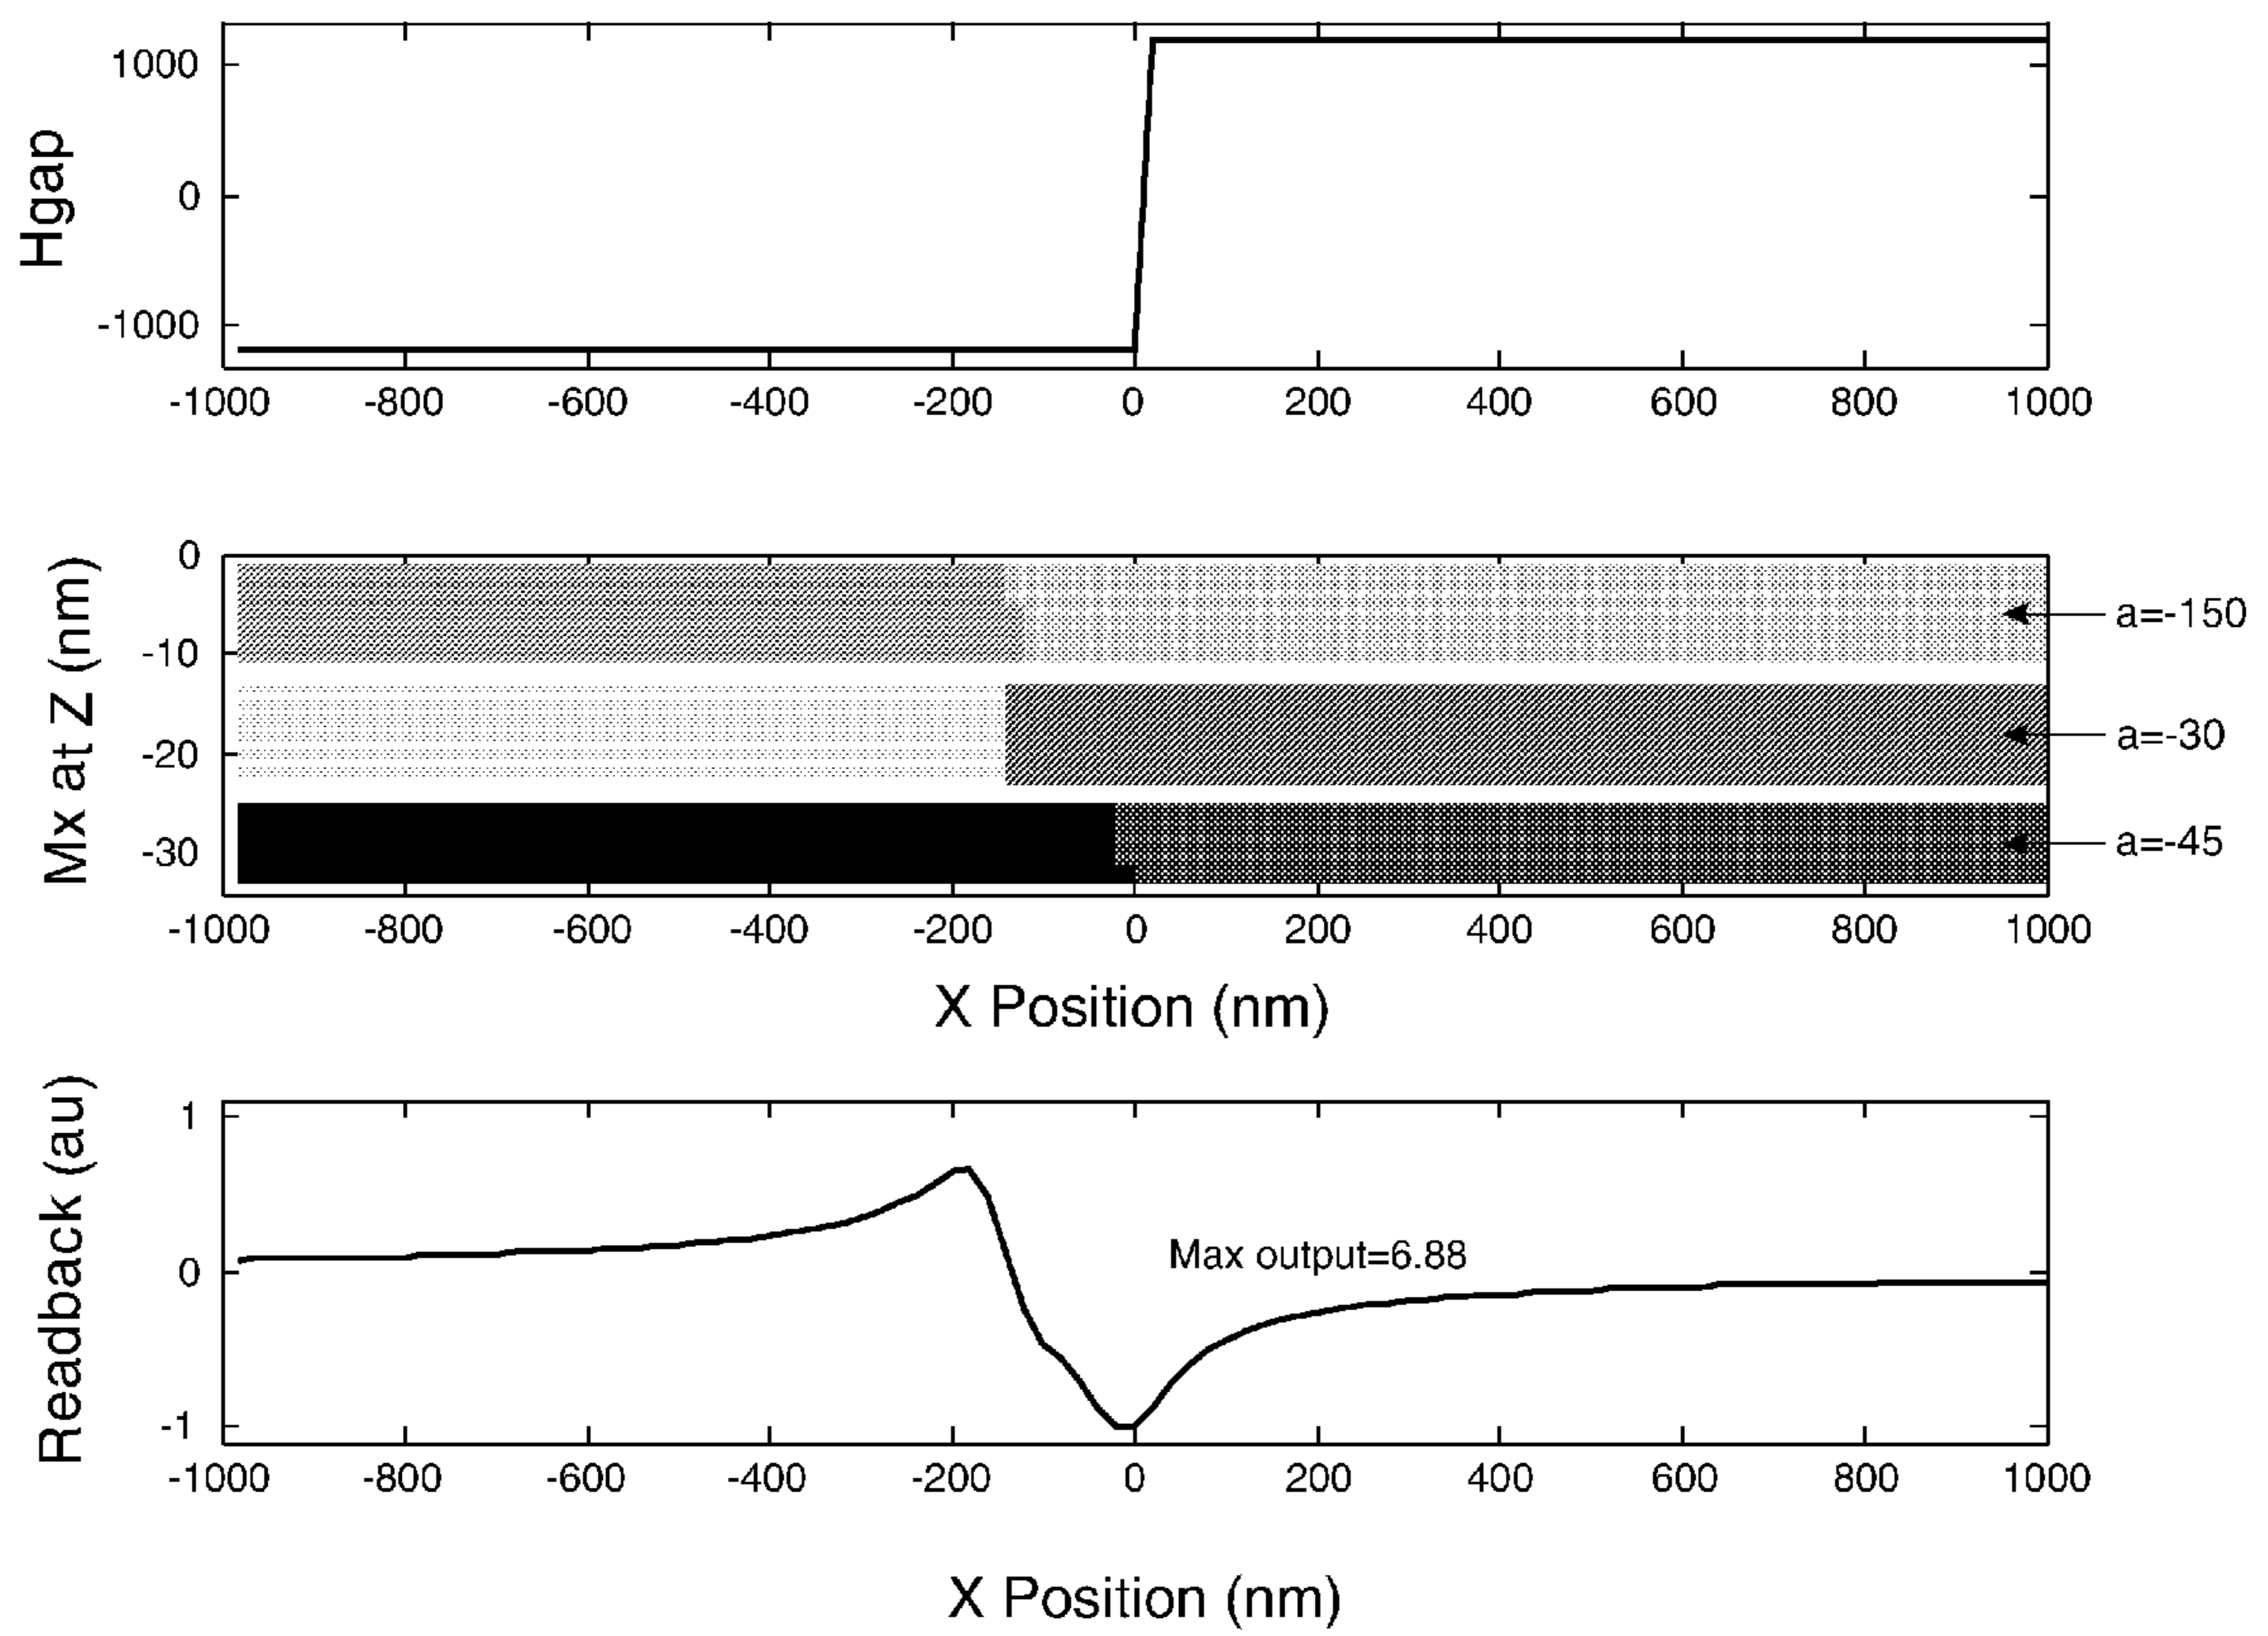 Hgap
1000
0
-1000
-1000 -800 -600 -400 -200 0 200 400 600 800 1000
Mx at Z (nm)
0
-10
-20
-30
a=-150
a=-30
a=-45
-1000 -800 -600 -400 -200 0 200 400 600 800 1000
X Position (nm)
Readback (au)
1
0
-1
Max output=6.88
-1000 -800 -600 -400 -200 0 200 400 600 800 1000
X Position (nm)